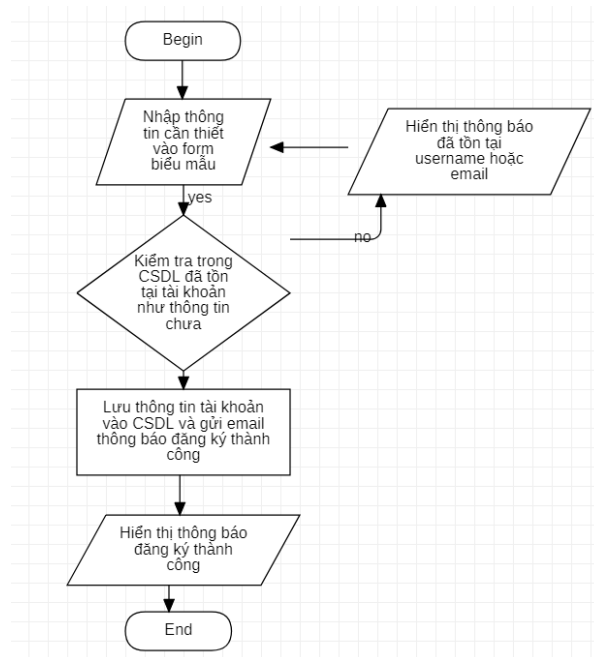 Begin
Nhập thông
tin cần thiết
vào form
biểu mẫu
Hiển thị thông báo
đã tồn tại
username hoặc
email
yes
no
Kiểm tra trong
CSDL đã tồn
tại tài khoản
như thông tin
chưa
Lưu thông tin tài khoản
vào CSDL và gửi email
thông báo đăng ký thành
công
Hiển thị thông báo
đăng ký thành
công
End